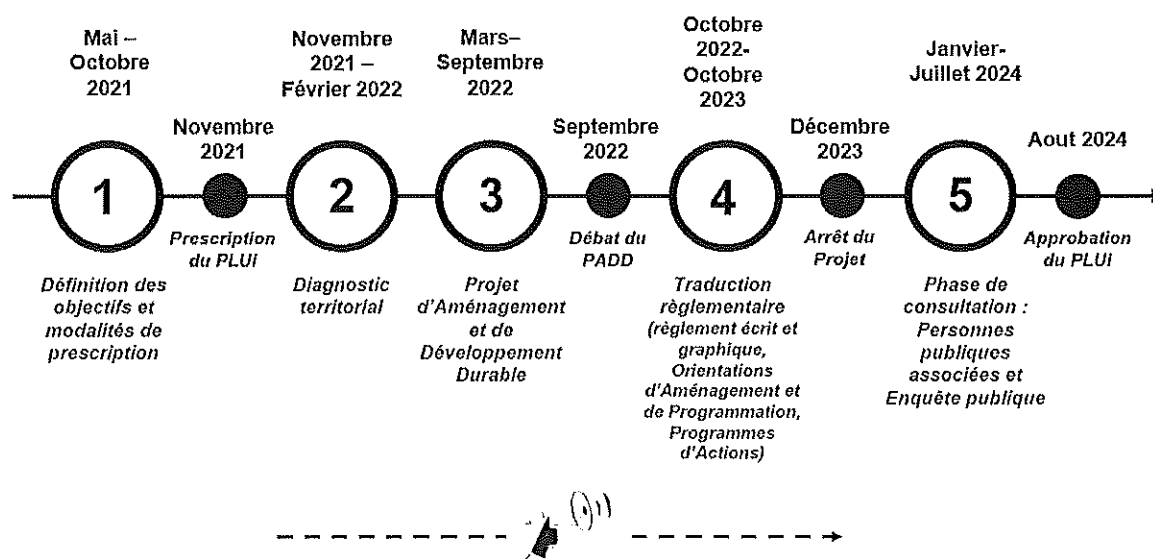 Mai –
Octobre
2021
Novembre
2021
Novembre
2021 –
Février 2022
Mars–
Septembre
2022
Septembre
2022
Octobre
2022-
Octobre
2023
Décembre
2023
Janvier-
Juillet 2024
Aout 2024
1
2
3
4
5
Prescription
du PLUi
Débat du
PADD
Arrêt du
Projet
Approbation
du PLUi
Définition des
objectifs et
modalités de
prescription
Diagnostic
territorial
Projet
d'Aménagement
et de
Développement
Durable
Traduction
règlementaire
(règlement écrit et
graphique,
Orientations
d'Aménagement et
de Programmation,
Programmes
d'Actions)
Phase de
consultation :
Personnes
publiques
associées et
Enquête publique